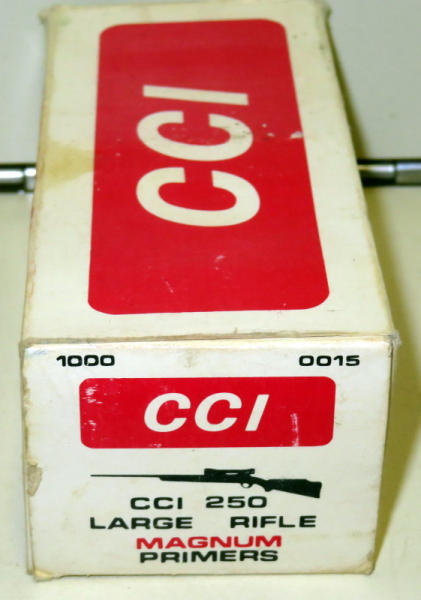 CCI
1000 0015
CCI
CCI 250
LARGE RIFLE
MAGNUM
PRIMERS